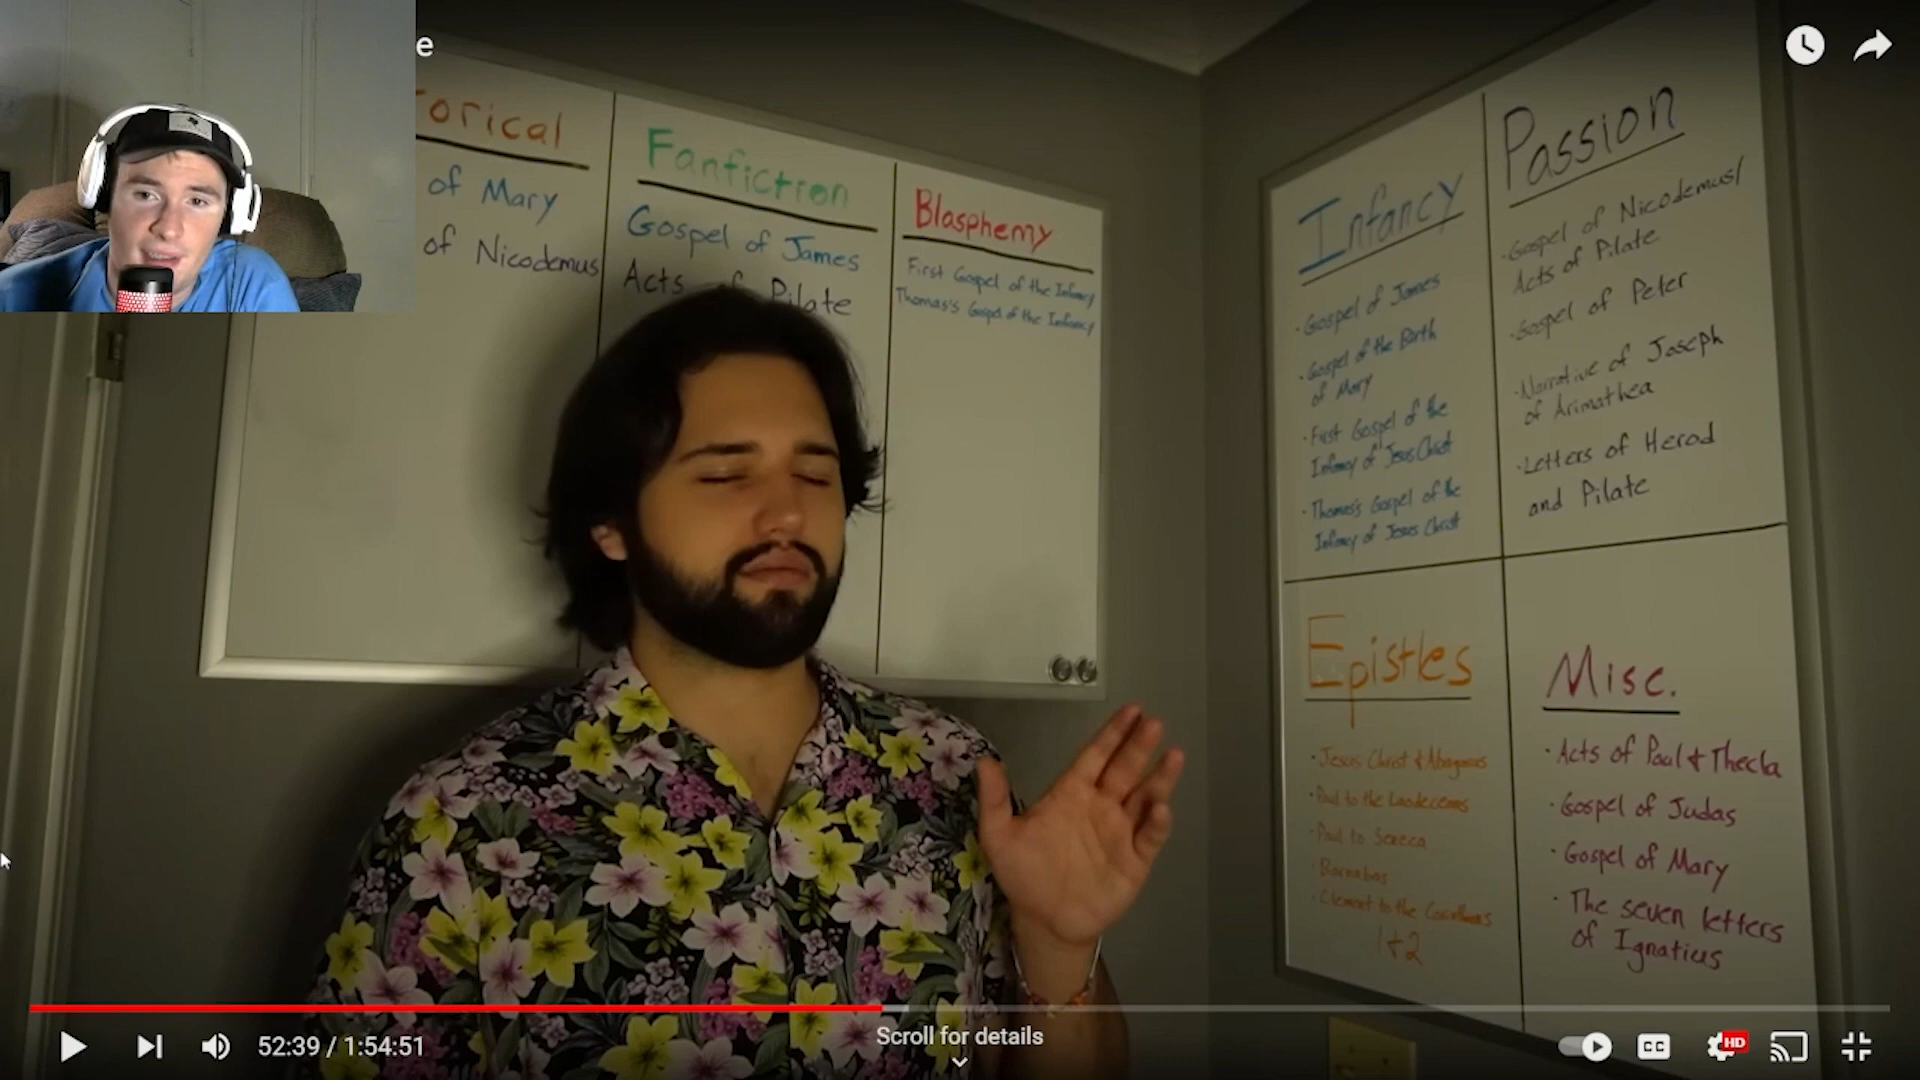 e
orical
of Mary
of Nicodemus
Fanfiction
Gospel of James
Acts of Pilate
Blasphemy
First Gospel of the Infancy
Thomas's Gospel of the Infancy
Infancy
· Gospel of James
· Gospel of the Birth
of Mary
· First Gospel of the
Infancy of Jesus Christ
· Thomas's Gospel of the
Infancy of Jesus Christ
Passion
· Gospel of Nicodemus/
Acts of Pilate
· Gospel of Peter
· Narrative of Joseph
of Arimathea
· Letters of Herod
and Pilate
Epistles
· Jesus Christ & Abagarus
· Paul to the Laodeceans
· Paul to Seneca
· Barnabas
· Clement to the Corinthians
1 & 2
Misc.
· Acts of Paul & Thecla
· Gospel of Judas
· Gospel of Mary
· The seven letters
of Ignatius
52:39 / 1:54:51
Scroll for details
CC
HD